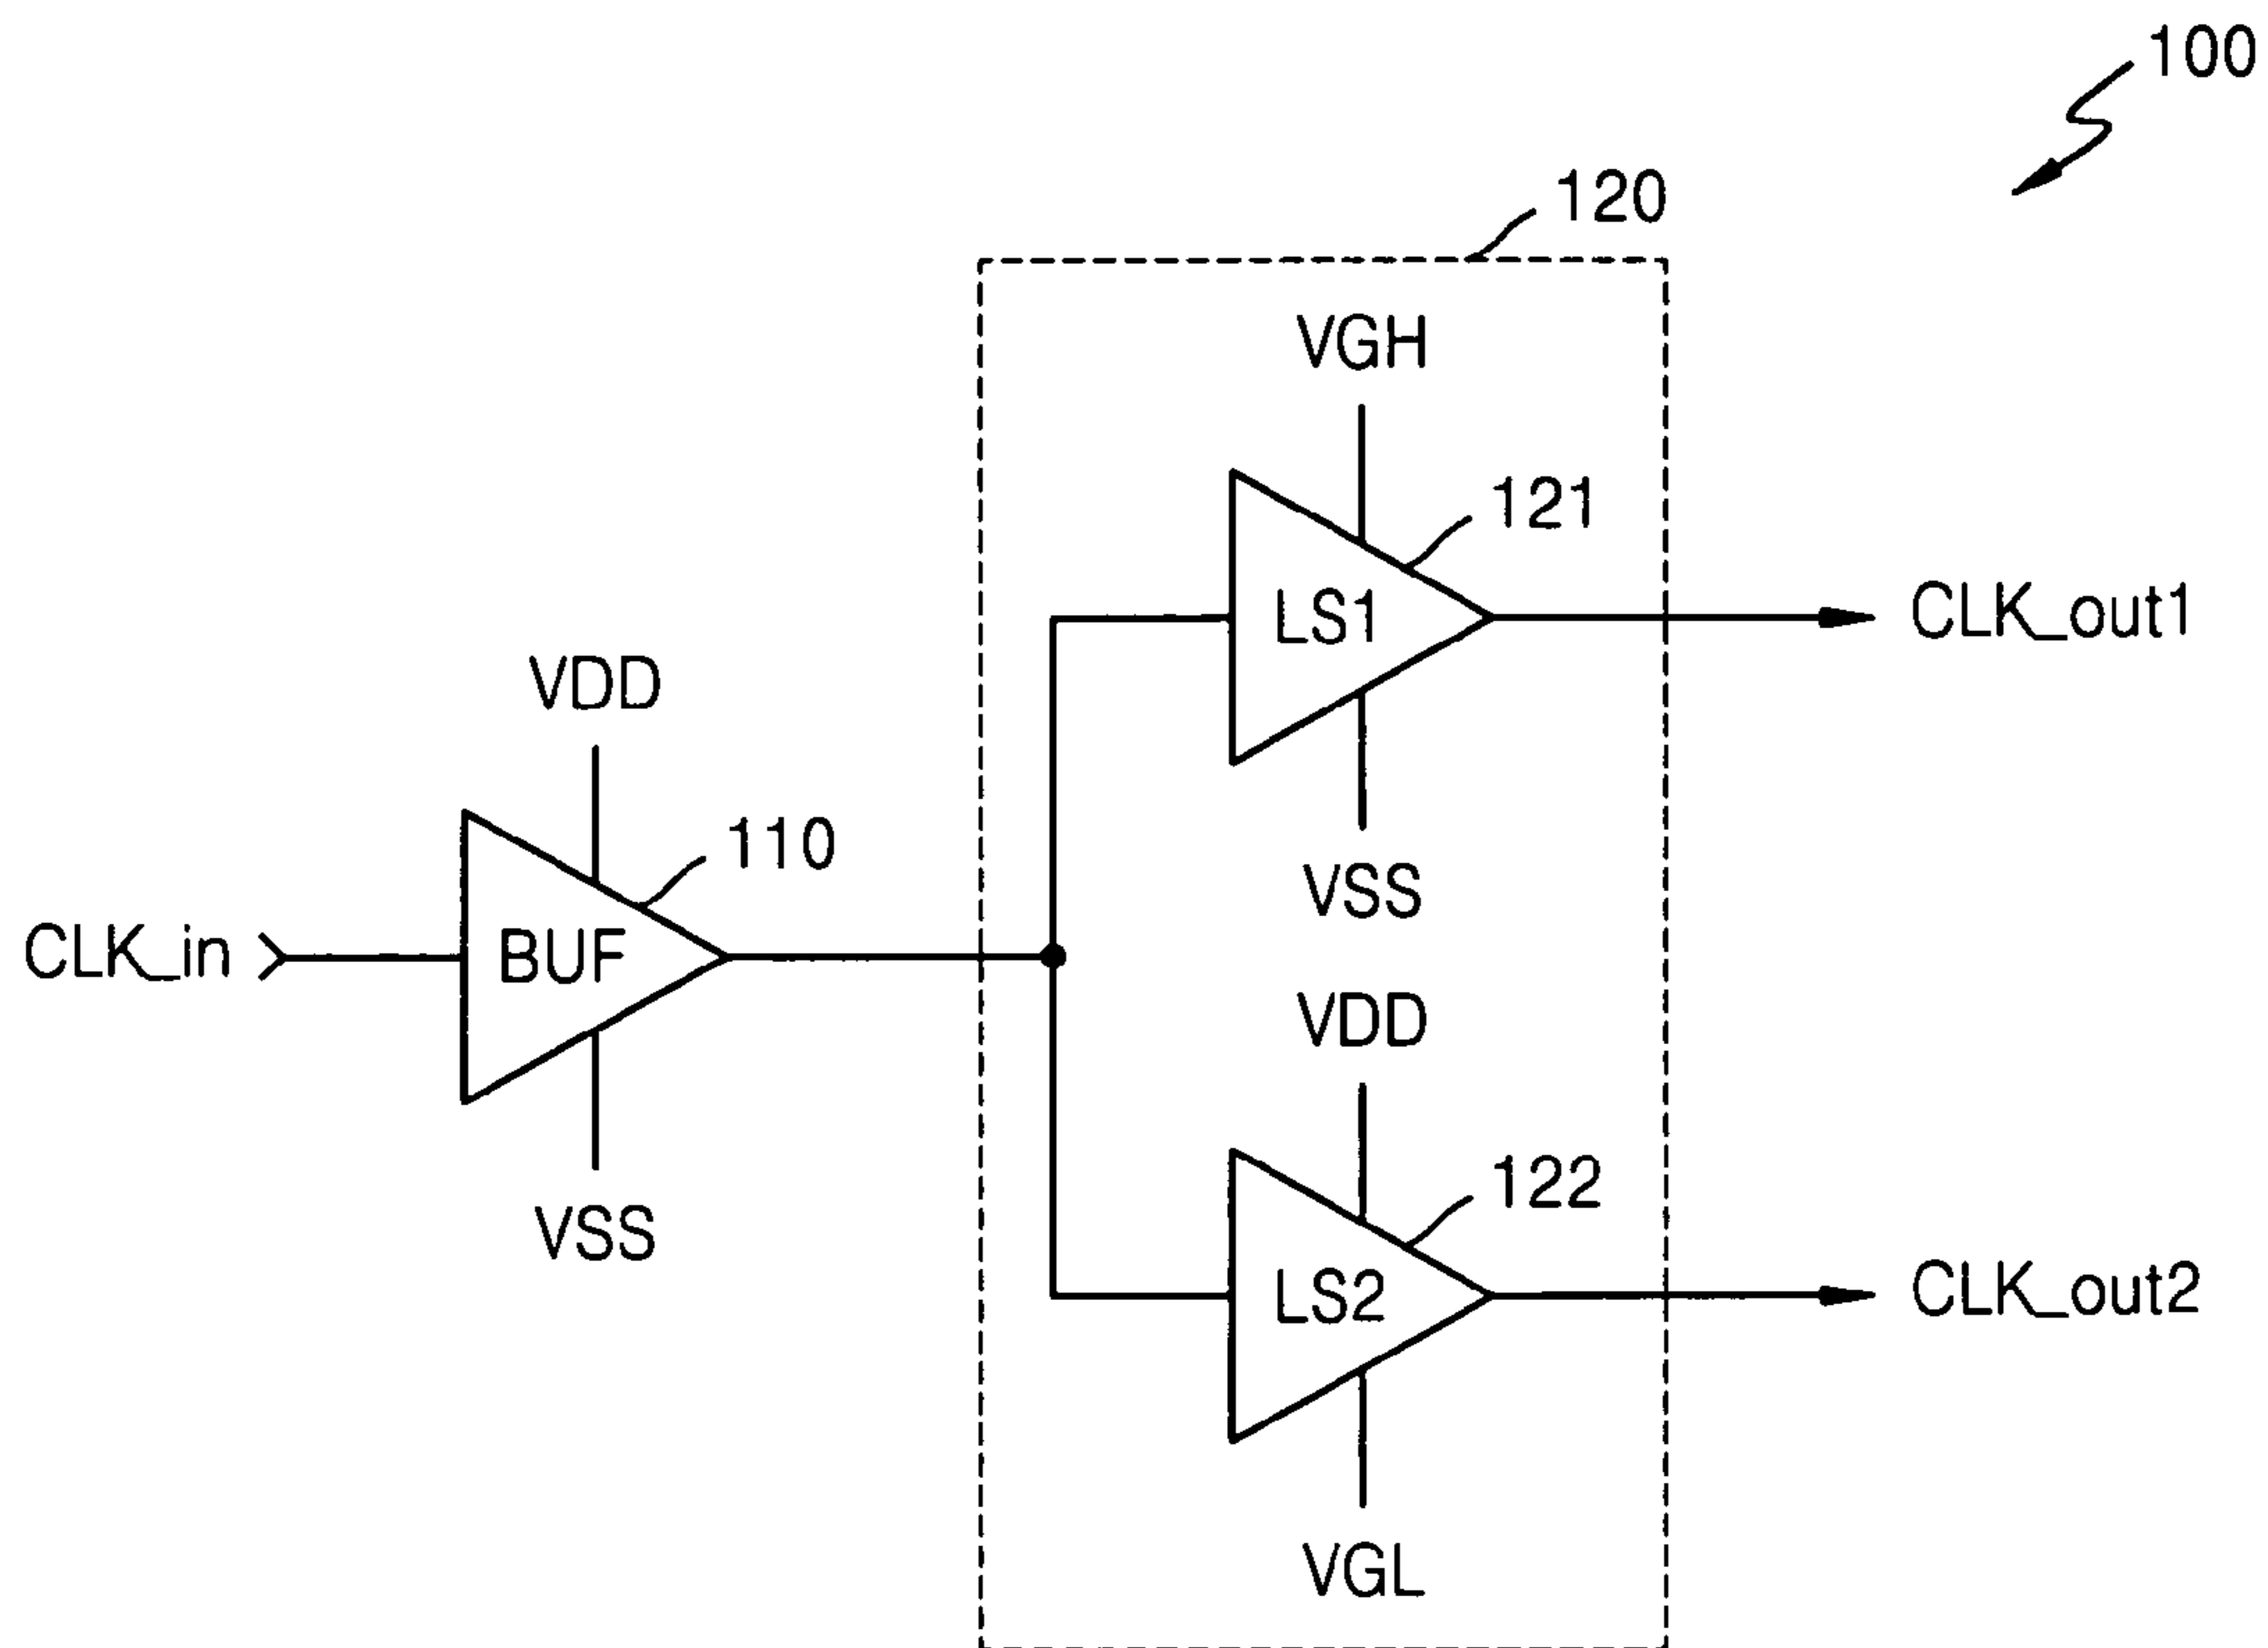 100
120
VGH
121
LS1
CLK_out1
VSS
VDD
110
CLK_in
BUF
VSS
VDD
122
LS2
CLK_out2
VGL